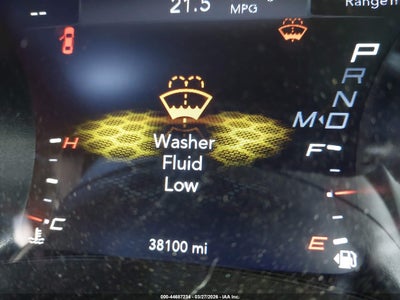 --
21.5
MPG
Range
P
R
N
M◄D
H
F
Washer
Fluid
Low
C
E
38100 mi
000-44687234 - 03/27/2026 - IAA Inc.